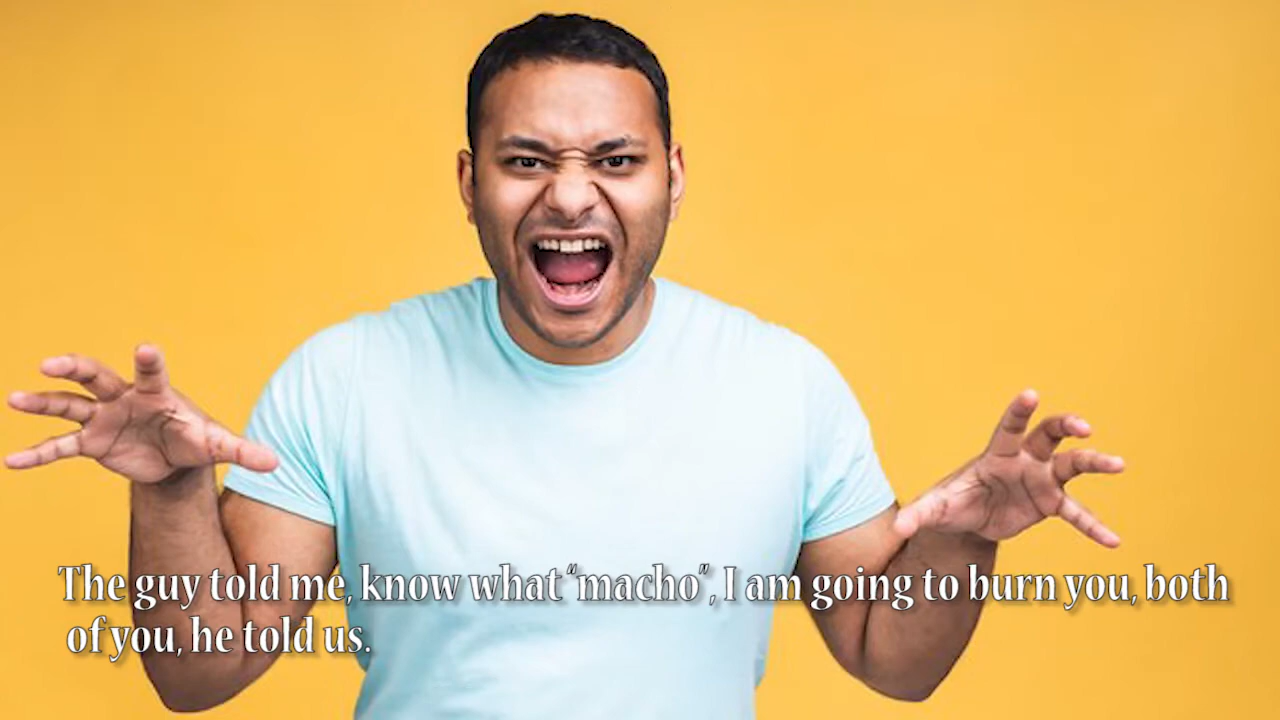 The guy told me, know what “macho”, I am going to burn you, both
of you, he told us.